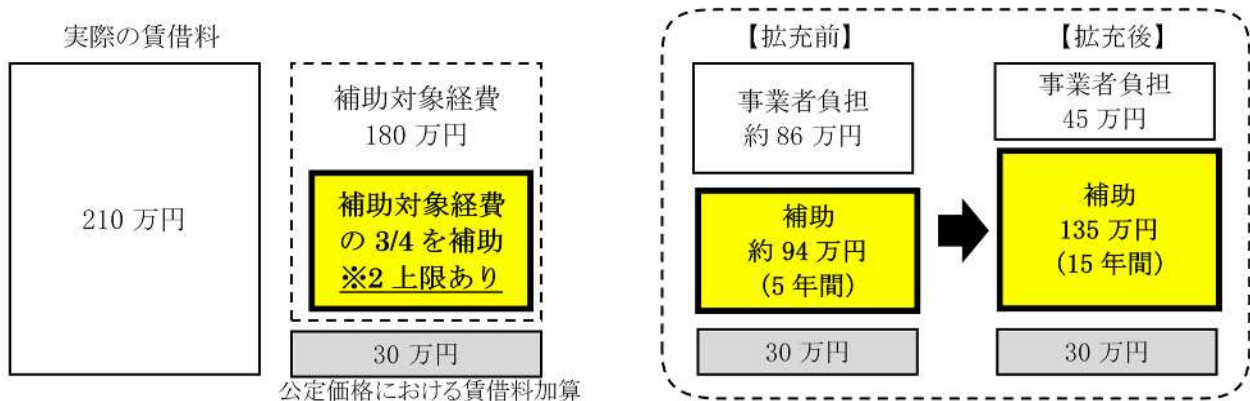 実際の賃借料
210 万円
補助対象経費
180 万円
補助対象経費
の 3/4 を補助
※2 上限あり
30 万円
公定価格における賃借料加算
【拡充前】
事業者負担
約 86 万円
補助
約 94 万円
(5 年間)
30 万円
【拡充後】
事業者負担
45 万円
補助
135 万円
(15 年間)
30 万円